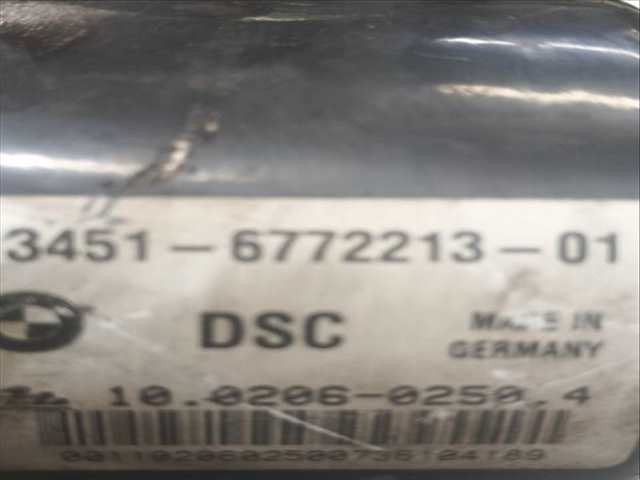 3451-6772213-01
DSC
MADE IN
GERMANY
10.0206-0250.4